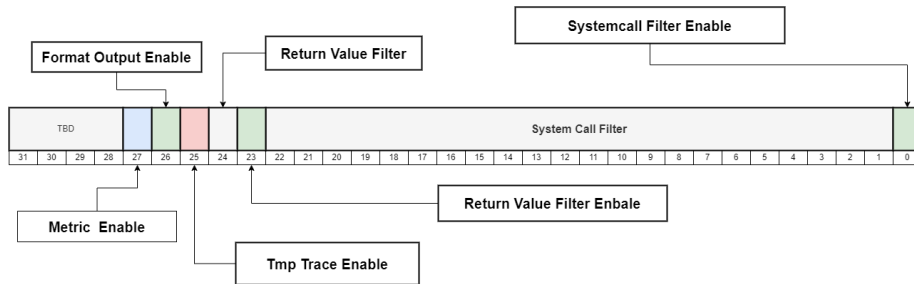 Systemcall Filter Enable
Format Output Enable
Return Value Filter
TBD
System Call Filter
31 30 29 28 27 26 25 24 23 22 21 20 19 18 17 16 15 14 13 12 11 10 9 8 7 6 5 4 3 2 1 0
Return Value Filter Enbale
Metric Enable
Tmp Trace Enable